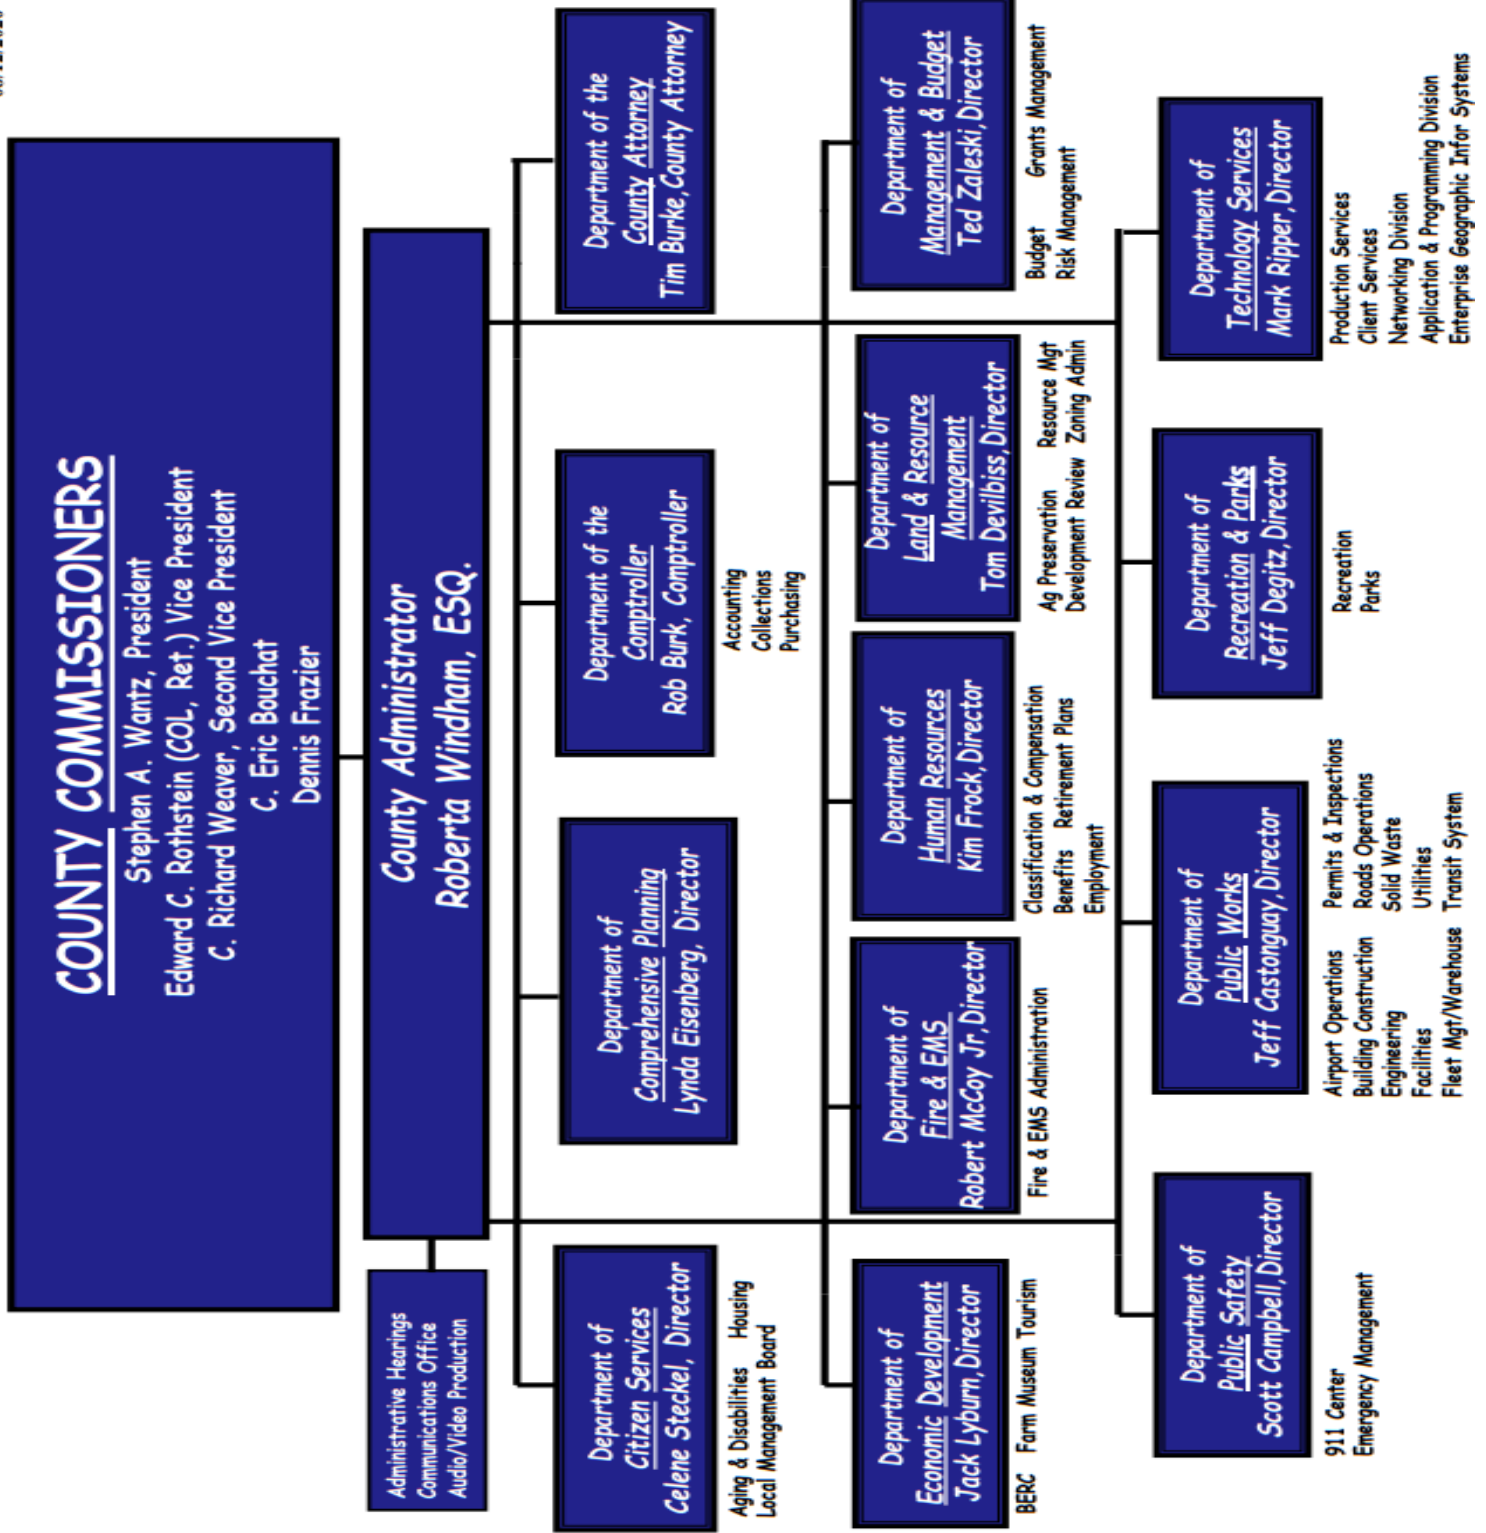 COUNTY COMMISSIONERS
Stephen A. Wantz, President
Edward C. Rothstein (COL, Ret.) Vice President
C. Richard Weaver, Second Vice President
C. Eric Bouchat
Dennis Frazier
Administrative Hearings
Communications Office
Audio/Video Production
County Administrator
Roberta Windham, ESQ.
Department of
Citizen Services
Celene Steckel, Director
Aging & Disabilities Housing
Local Management Board
Department of
Comprehensive Planning
Lynda Eisenberg, Director
Department of the
Comptroller
Rob Burk, Comptroller
Accounting
Collections
Purchasing
Department of the
County Attorney
Tim Burke,County Attorney
Department of
Economic Development
Jack Lyburn,Director
BERC Farm Museum Tourism
Department of
Fire & EMS
Robert McCoy Jr,Director
Fire & EMS Administration
Department of
Human Resources
Kim Frock,Director
Classification & Compensation
Benefits Retirement Plans
Employment
Department of
Land & Resource
Management
Tom Devilbiss,Director
Ag Preservation Resource Mgt
Development Review Zoning Admin
Department of
Management & Budget
Ted Zaleski,Director
Budget Grants Management
Risk Management
Department of
Public Safety
Scott Campbell,Director
911 Center
Emergency Management
Department of
Public Works
Jeff Castonguay,Director
Airport Operations Permits & Inspections
Building Construction Roads Operations
Engineering Solid Waste
Facilities Utilities
Fleet Mgt/Warehouse Transit System
Department of
Recreation & Parks
Jeff Degitz,Director
Recreation
Parks
Department of
Technology Services
Mark Ripper,Director
Production Services
Client Services
Networking Division
Application & Programming Division
Enterprise Geographic Infor Systems